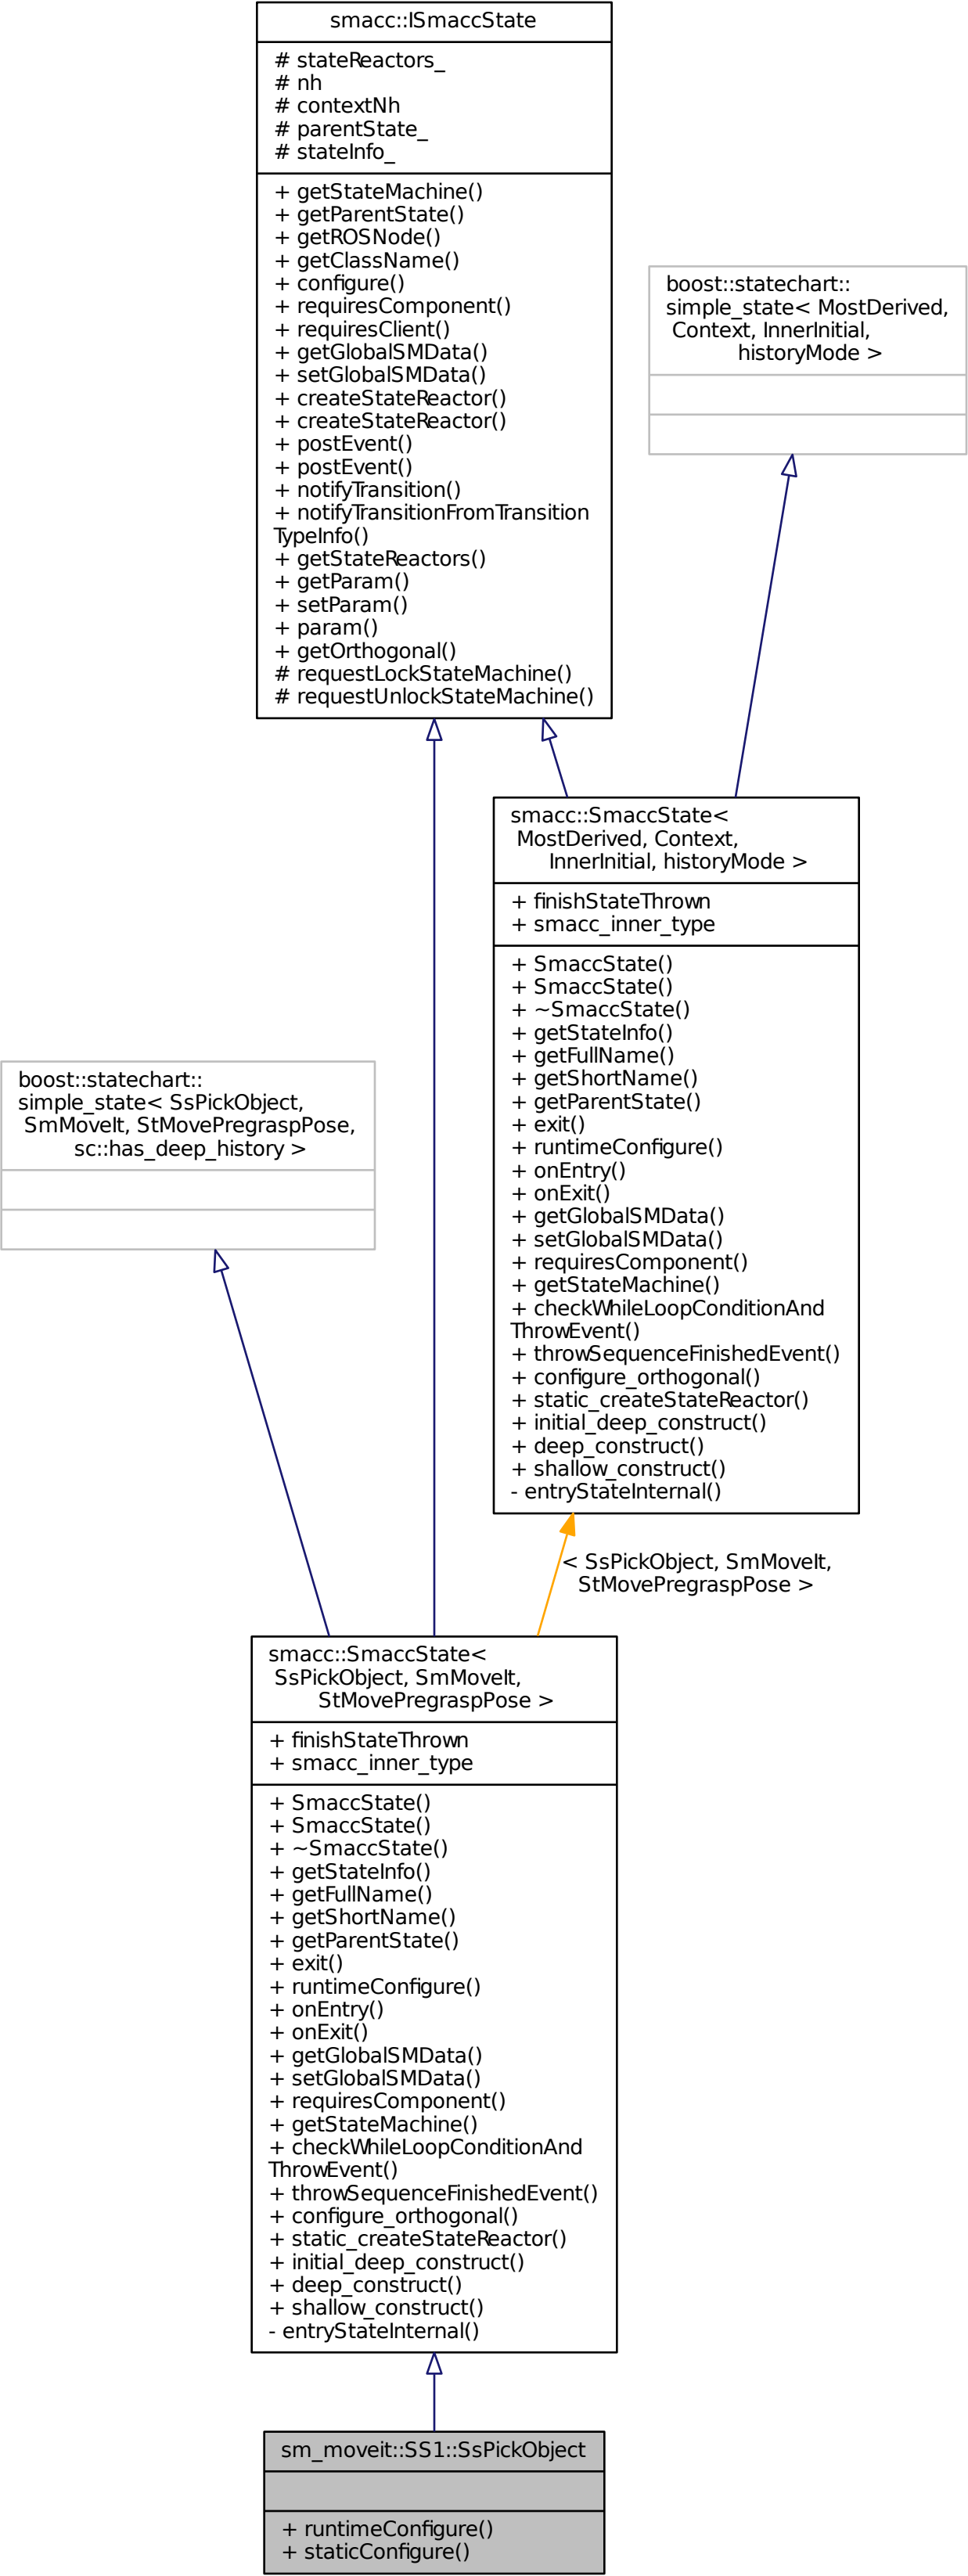 smacc::ISmaccState
# stateReactors_
# nh
# contextNh
# parentState_
# stateInfo_
+ getStateMachine()
+ getParentState()
+ getROSNode()
+ getClassName()
+ configure()
+ requiresComponent()
+ requiresClient()
+ getGlobalSMData()
+ setGlobalSMData()
+ createStateReactor()
+ createStateReactor()
+ postEvent()
+ postEvent()
+ notifyTransition()
+ notifyTransitionFromTransition
TypeInfo()
+ getStateReactors()
+ getParam()
+ setParam()
+ param()
+ getOrthogonal()
# requestLockStateMachine()
# requestUnlockStateMachine()
boost::statechart::
simple_state< MostDerived,
Context, InnerInitial,
historyMode >
smacc::SmaccState<
MostDerived, Context,
InnerInitial, historyMode >
+ finishStateThrown
+ smacc_inner_type
+ SmaccState()
+ SmaccState()
+ ~SmaccState()
+ getStateInfo()
+ getFullName()
+ getShortName()
+ getParentState()
+ exit()
+ runtimeConfigure()
+ onEntry()
+ onExit()
+ getGlobalSMData()
+ setGlobalSMData()
+ requiresComponent()
+ getStateMachine()
+ checkWhileLoopConditionAnd
ThrowEvent()
+ throwSequenceFinishedEvent()
+ configure_orthogonal()
+ static_createStateReactor()
+ initial_deep_construct()
+ deep_construct()
+ shallow_construct()
- entryStateInternal()
boost::statechart::
simple_state< SsPickObject,
SmMoveIt, StMovePregraspPose,
sc::has_deep_history >
< SsPickObject, SmMoveIt,
StMovePregraspPose >
smacc::SmaccState<
SsPickObject, SmMoveIt,
StMovePregraspPose >
+ finishStateThrown
+ smacc_inner_type
+ SmaccState()
+ SmaccState()
+ ~SmaccState()
+ getStateInfo()
+ getFullName()
+ getShortName()
+ getParentState()
+ exit()
+ runtimeConfigure()
+ onEntry()
+ onExit()
+ getGlobalSMData()
+ setGlobalSMData()
+ requiresComponent()
+ getStateMachine()
+ checkWhileLoopConditionAnd
ThrowEvent()
+ throwSequenceFinishedEvent()
+ configure_orthogonal()
+ static_createStateReactor()
+ initial_deep_construct()
+ deep_construct()
+ shallow_construct()
- entryStateInternal()
sm_moveit::SS1::SsPickObject
+ runtimeConfigure()
+ staticConfigure()